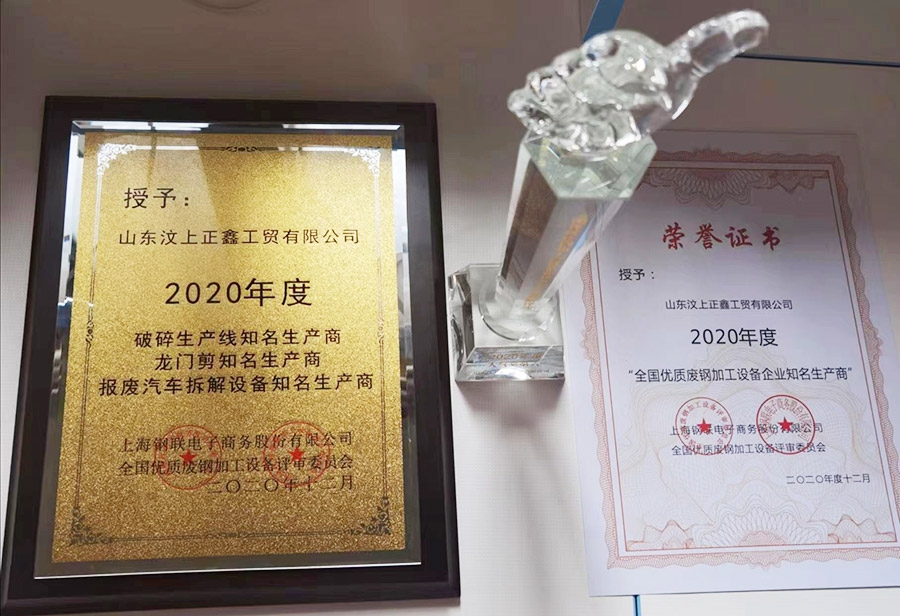 授予：
山东汶上正鑫工贸有限公司
2020年度
破碎生产线知名生产商
龙门剪知名生产商
报废汽车拆解设备知名生产商
上海钢联电子商务股份有限公司
全国优质废钢加工设备评审委员会
二〇二〇年十二月
2020年度
荣誉证书
授予：
山东汶上正鑫工贸有限公司
2020年度
“全国优质废钢加工设备企业知名生产商”
上海钢联电子商务股份有限公司
全国优质废钢加工设备评审委员会
二〇二〇年度十二月